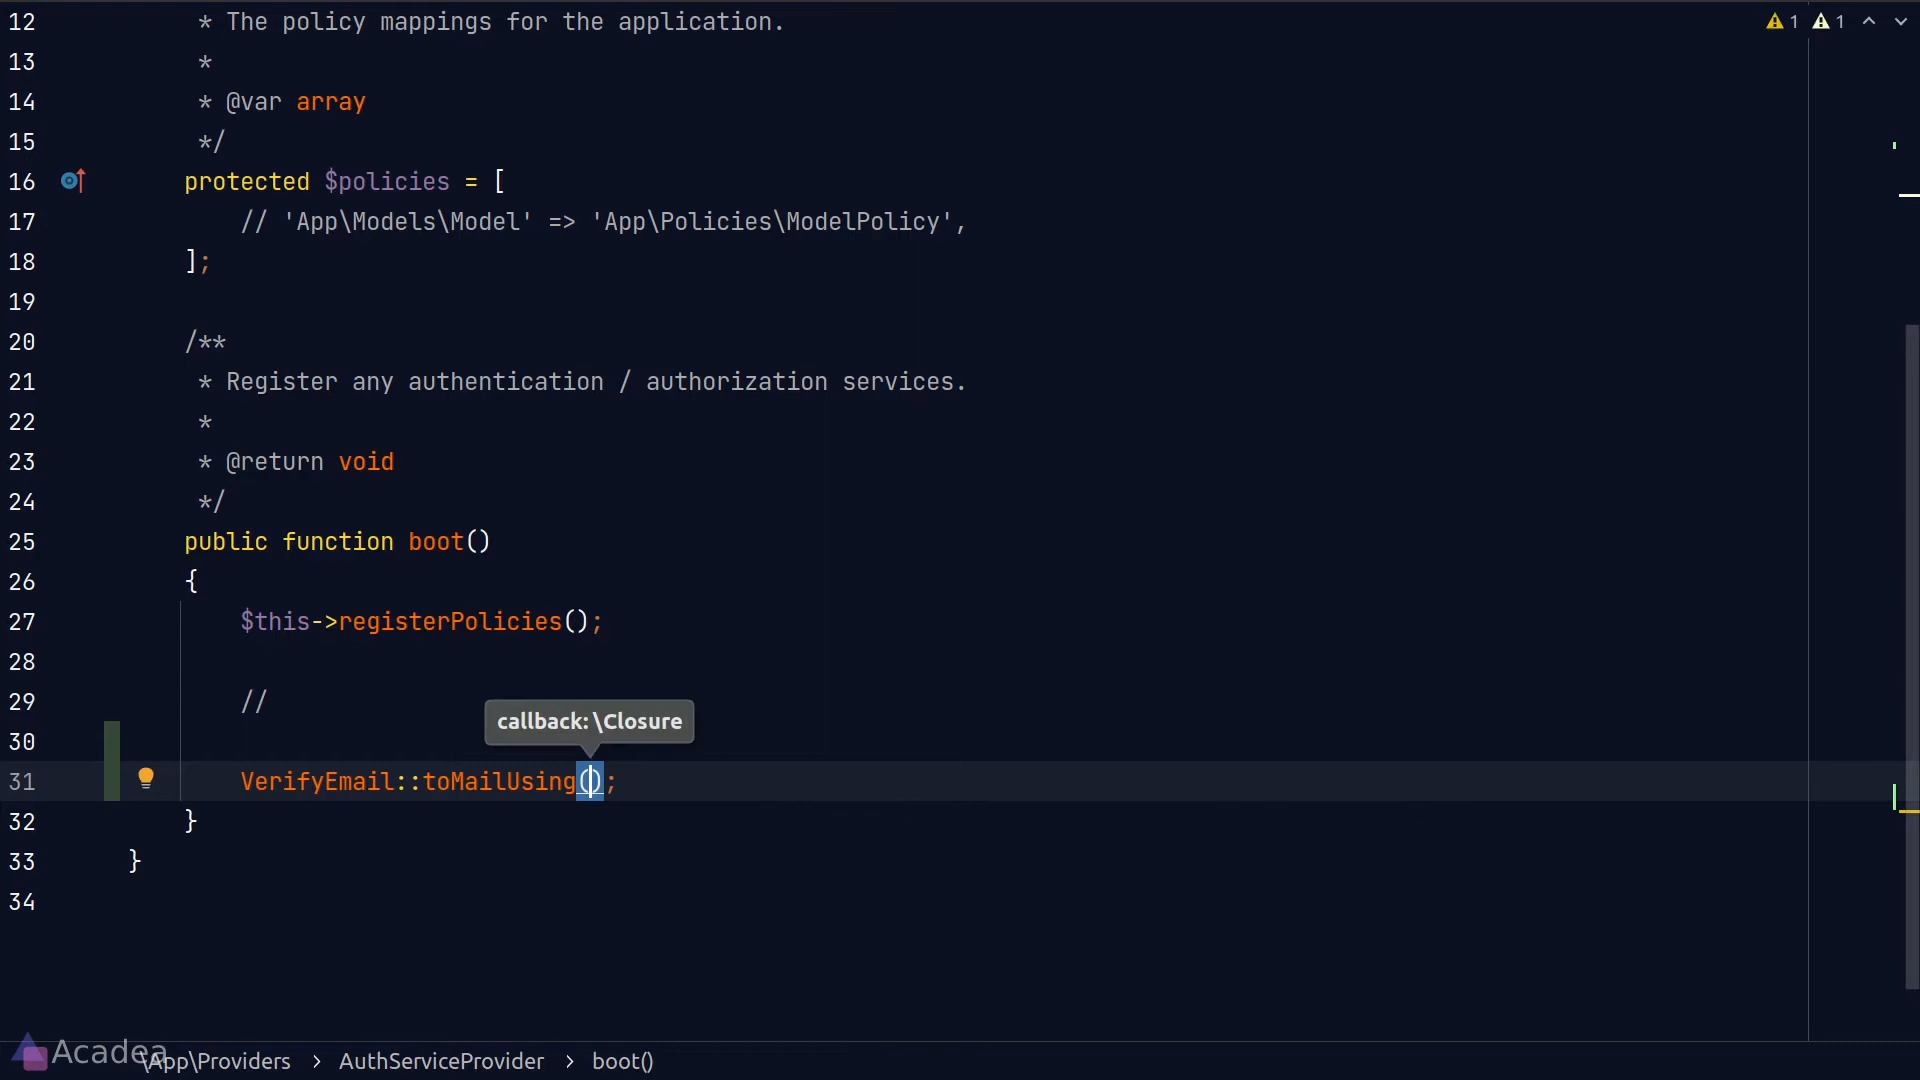 12 * The policy mappings for the application.
13 *
14 * @var array
15 */
16 protected $policies = [
17 // 'App\Models\Model' => 'App\Policies\ModelPolicy',
18 ];
19
20 /**
21 * Register any authentication / authorization services.
22 *
23 * @return void
24 */
25 public function boot()
26 {
27 $this->registerPolicies();
28
29 //
callback: \Closure
30
31 VerifyEmail::toMailUsing();
32 }
33 }
34
1 1
Acadea
\App\Providers > AuthServiceProvider > boot()